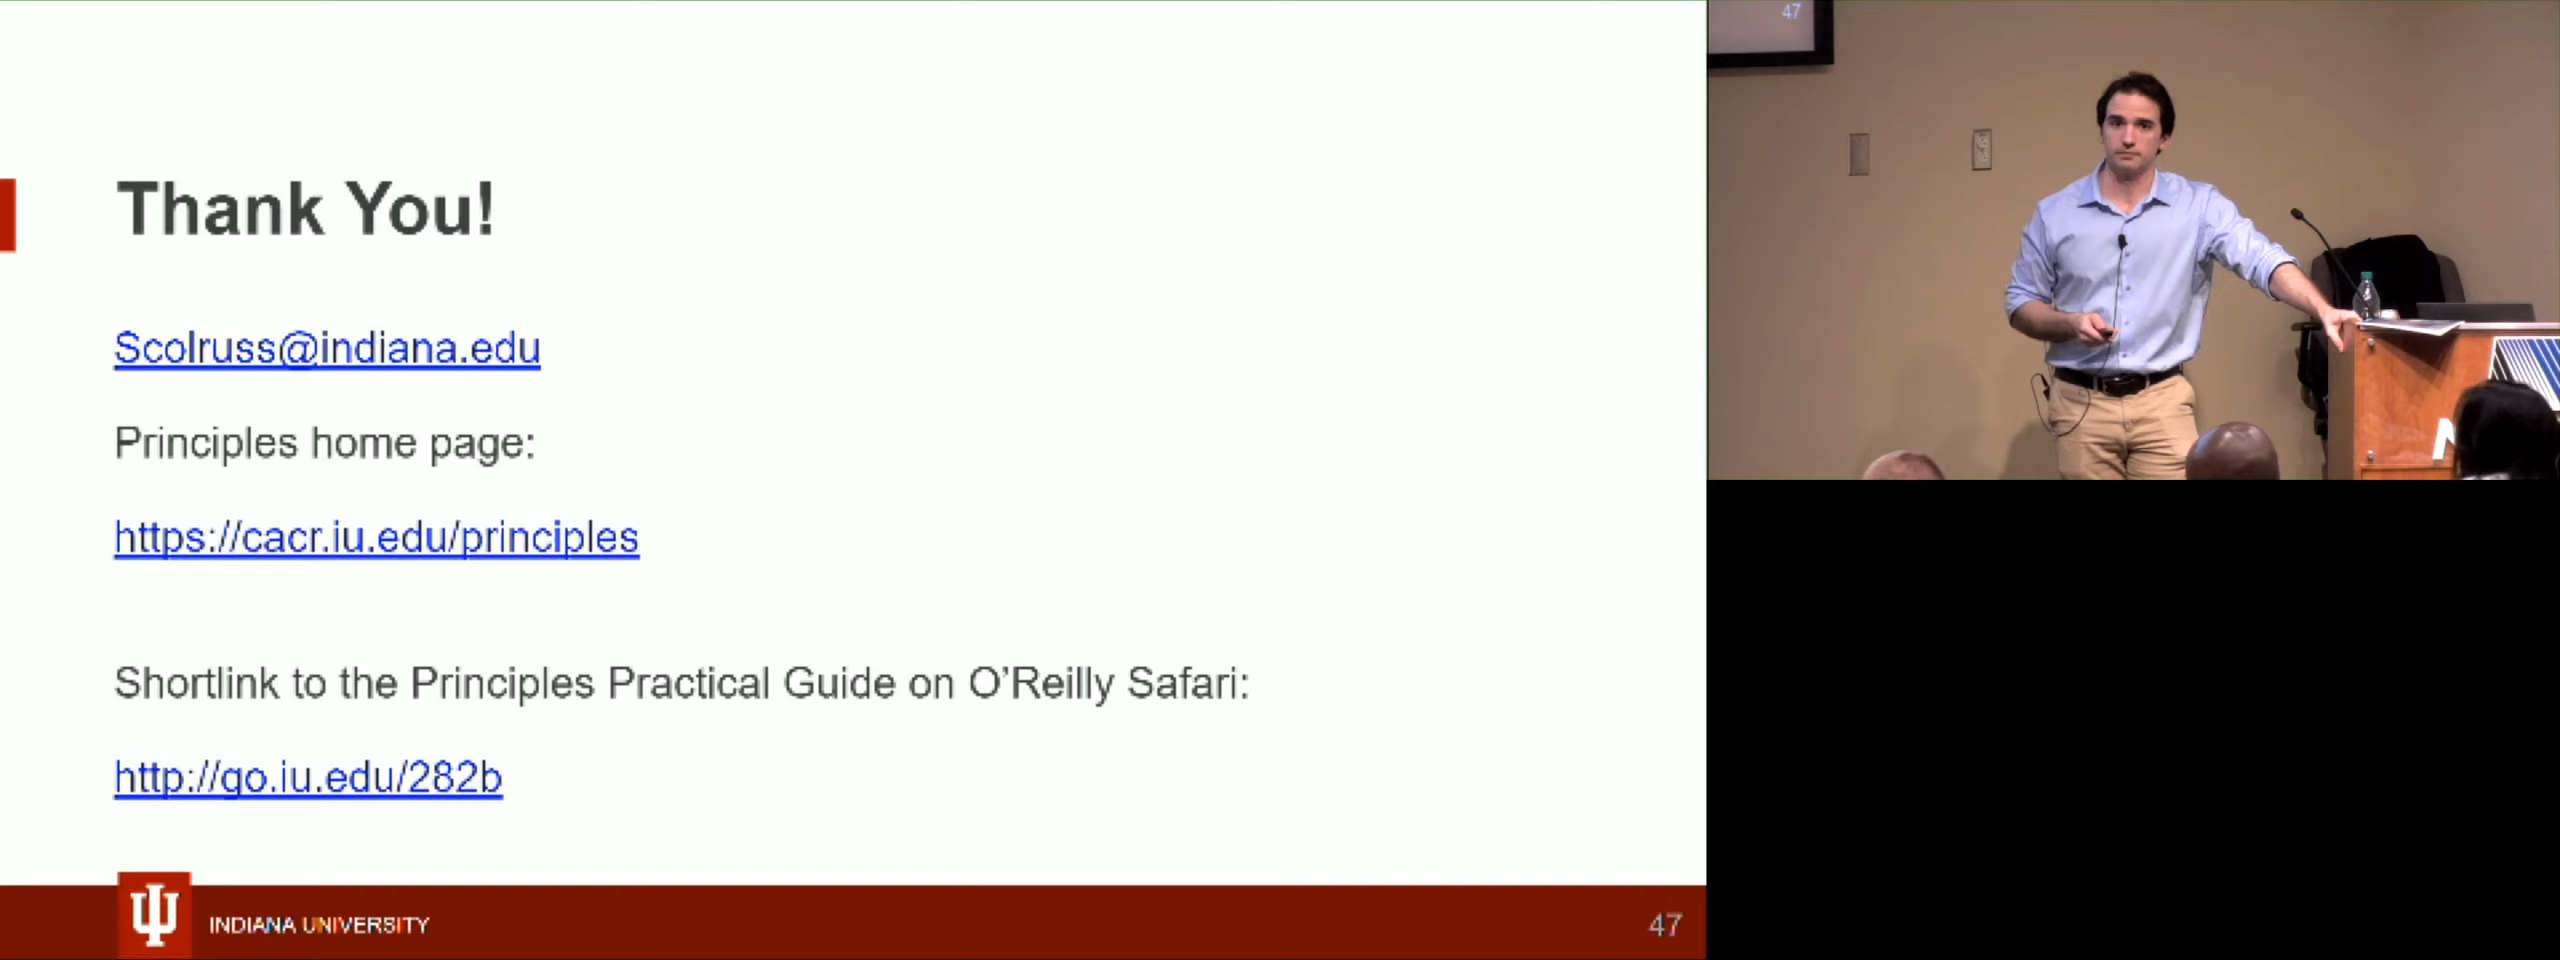 Thank You!
Scolruss@indiana.edu
Principles home page:
https://cacr.iu.edu/principles
Shortlink to the Principles Practical Guide on O'Reilly Safari:
http://go.iu.edu/282b
INDIANA UNIVERSITY
47
47